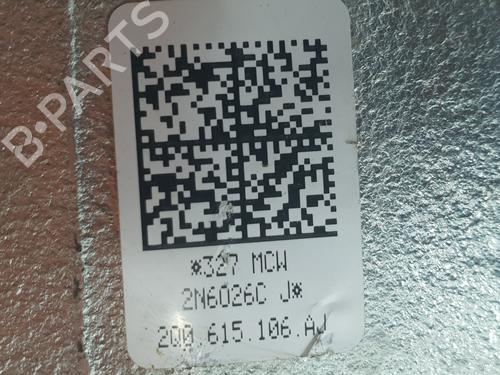 B-PARTS
*327 MCW
2N6026C J*
2Q0.615.106.AJ